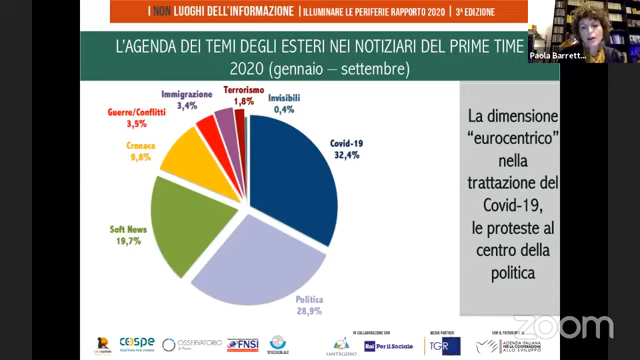 I NON LUOGHI DELL'INFORMAZIONE | ILLUMINARE LE PERIFERIE RAPPORTO 2020 | 3ª EDIZIONE
L'AGENDA DEI TEMI DEGLI ESTERI NEI NOTIZIARI DEL PRIME TIME
2020 (gennaio – settembre)
Paola Barrett...
Terrorismo
1,8%
Invisibili
0,4%
Immigrazione
3,4%
Guerre/Conflitti
3,5%
Cronaca
9,8%
Covid-19
32,4%
Soft News
19,7%
Politica
28,9%
La dimensione
“eurocentrico”
nella
trattazione del
Covid-19,
le proteste al
centro della
politica
IN COLLABORAZIONE CON
MEDIA PARTNER
COSPE
OSSERVATORIO
FNSI
USIGRAI
SANT'EGIDIO
Rai Per il Sociale
TGR
AGENZIA ITALIANA
PER LA COOPERAZIONE
ALLO SVILUPPO
zoom